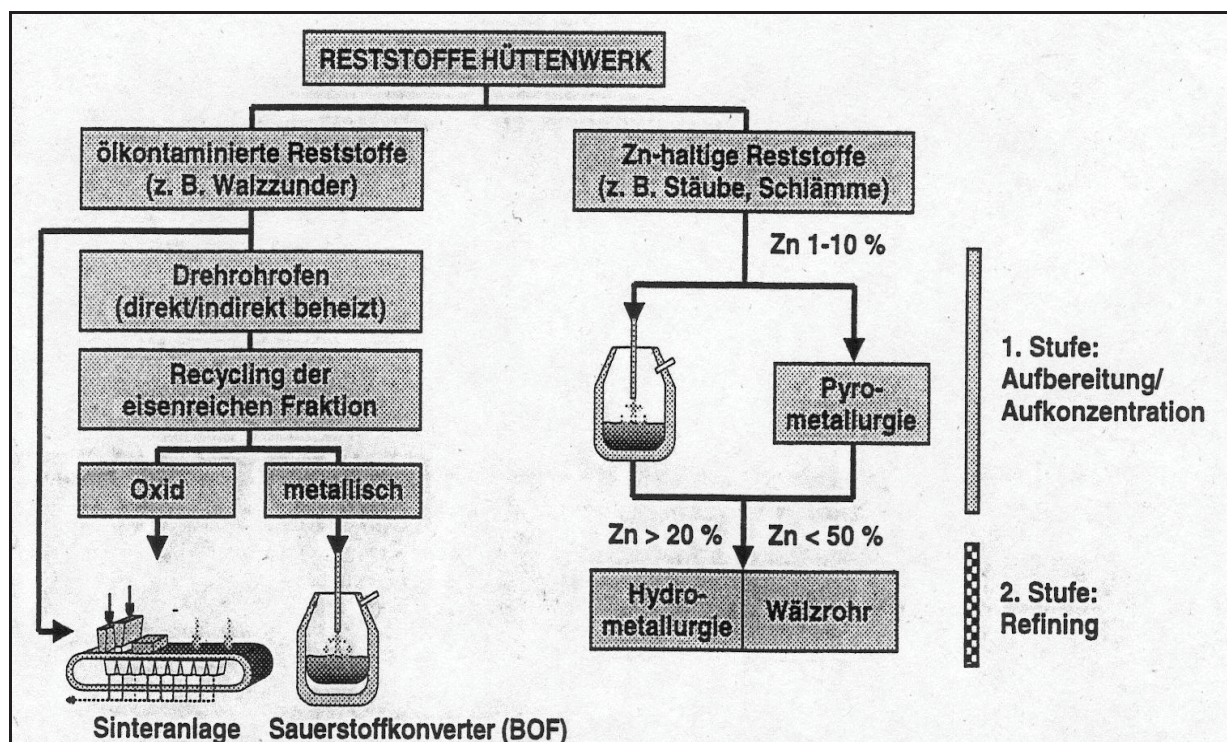 RESTSTOFFE HÜTTENWERK
ölkontaminierte Reststoffe
(z. B. Walzzunder)
Zn-haltige Reststoffe
(z. B. Stäube, Schlämme)
Zn 1-10 %
Drehrohrofen
(direkt/indirekt beheizt)
Recycling der
eisenreichen Fraktion
Pyro-
metallurgie
1. Stufe:
Aufbereitung/
Aufkonzentration
Oxid
metallisch
Zn > 20 %
Zn < 50 %
Hydro-
metallurgie
Wälzrohr
2. Stufe:
Refining
Sinteranlage
Sauerstoffkonverter (BOF)